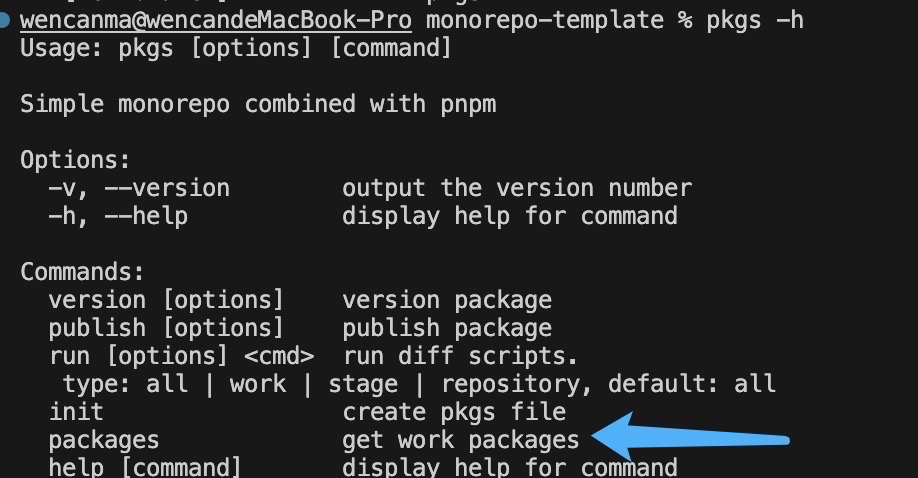 wencanma@wencandeMacBook-Pro monorepo-template % pkgs -h
Usage: pkgs [options] [command]

Simple monorepo combined with pnpm

Options:
  -v, --version        output the version number
  -h, --help           display help for command

Commands:
  version [options]    version package
  publish [options]    publish package
  run [options] <cmd>  run diff scripts.
   type: all | work | stage | repository, default: all
  init                 create pkgs file
  packages             get work packages
  help [command]       display help for command